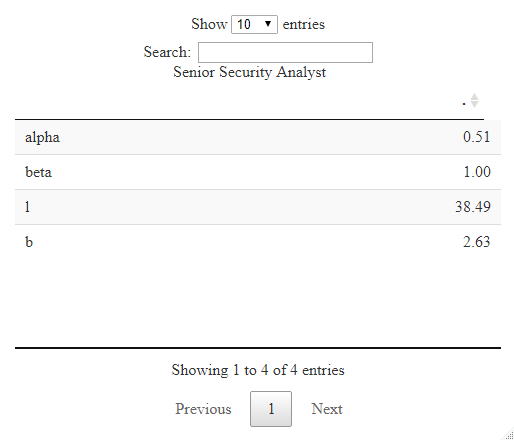 Show 10 entries
Search:
Senior Security Analyst
.
alpha 0.51
beta 1.00
l 38.49
b 2.63
Showing 1 to 4 of 4 entries
Previous 1 Next